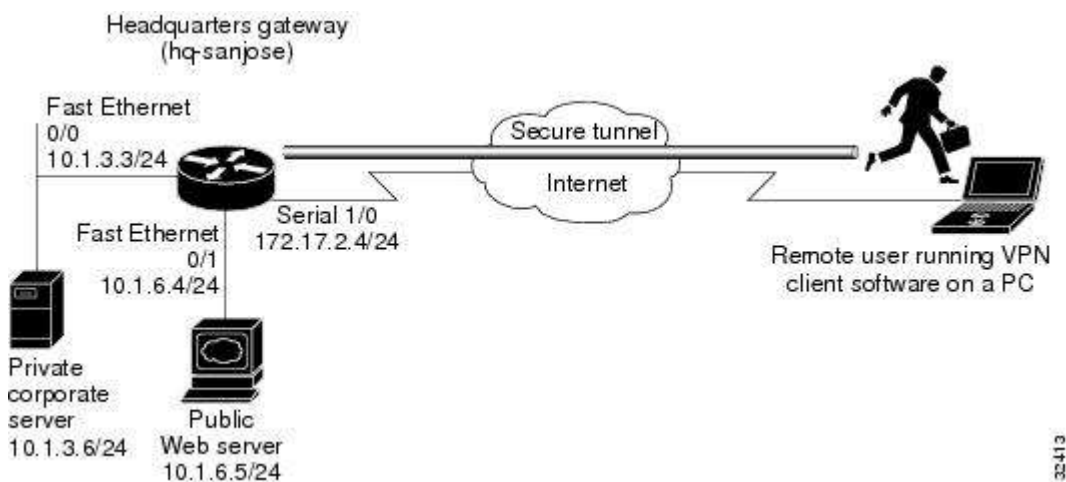 Headquarters gateway
(hq-sanjose)
Fast Ethernet
0/0
10.1.3.3/24
Secure tunnel
Internet
Serial 1/0
172.17.2.4/24
Fast Ethernet
0/1
10.1.6.4/24
Remote user running VPN
client software on a PC
Private
corporate
server
10.1.3.6/24
Public
Web server
10.1.6.5/24
32413